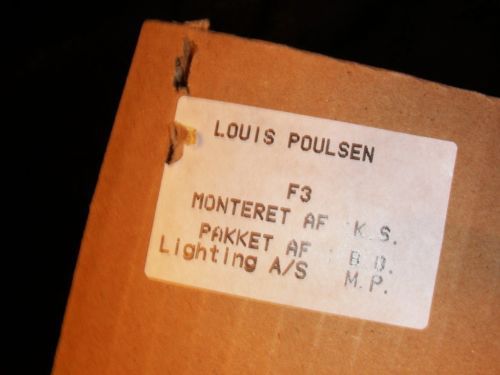 LOUIS POULSEN
F3
MONTERET AF K.S.
PAKKET AF B.
Lighting A/S M.P.